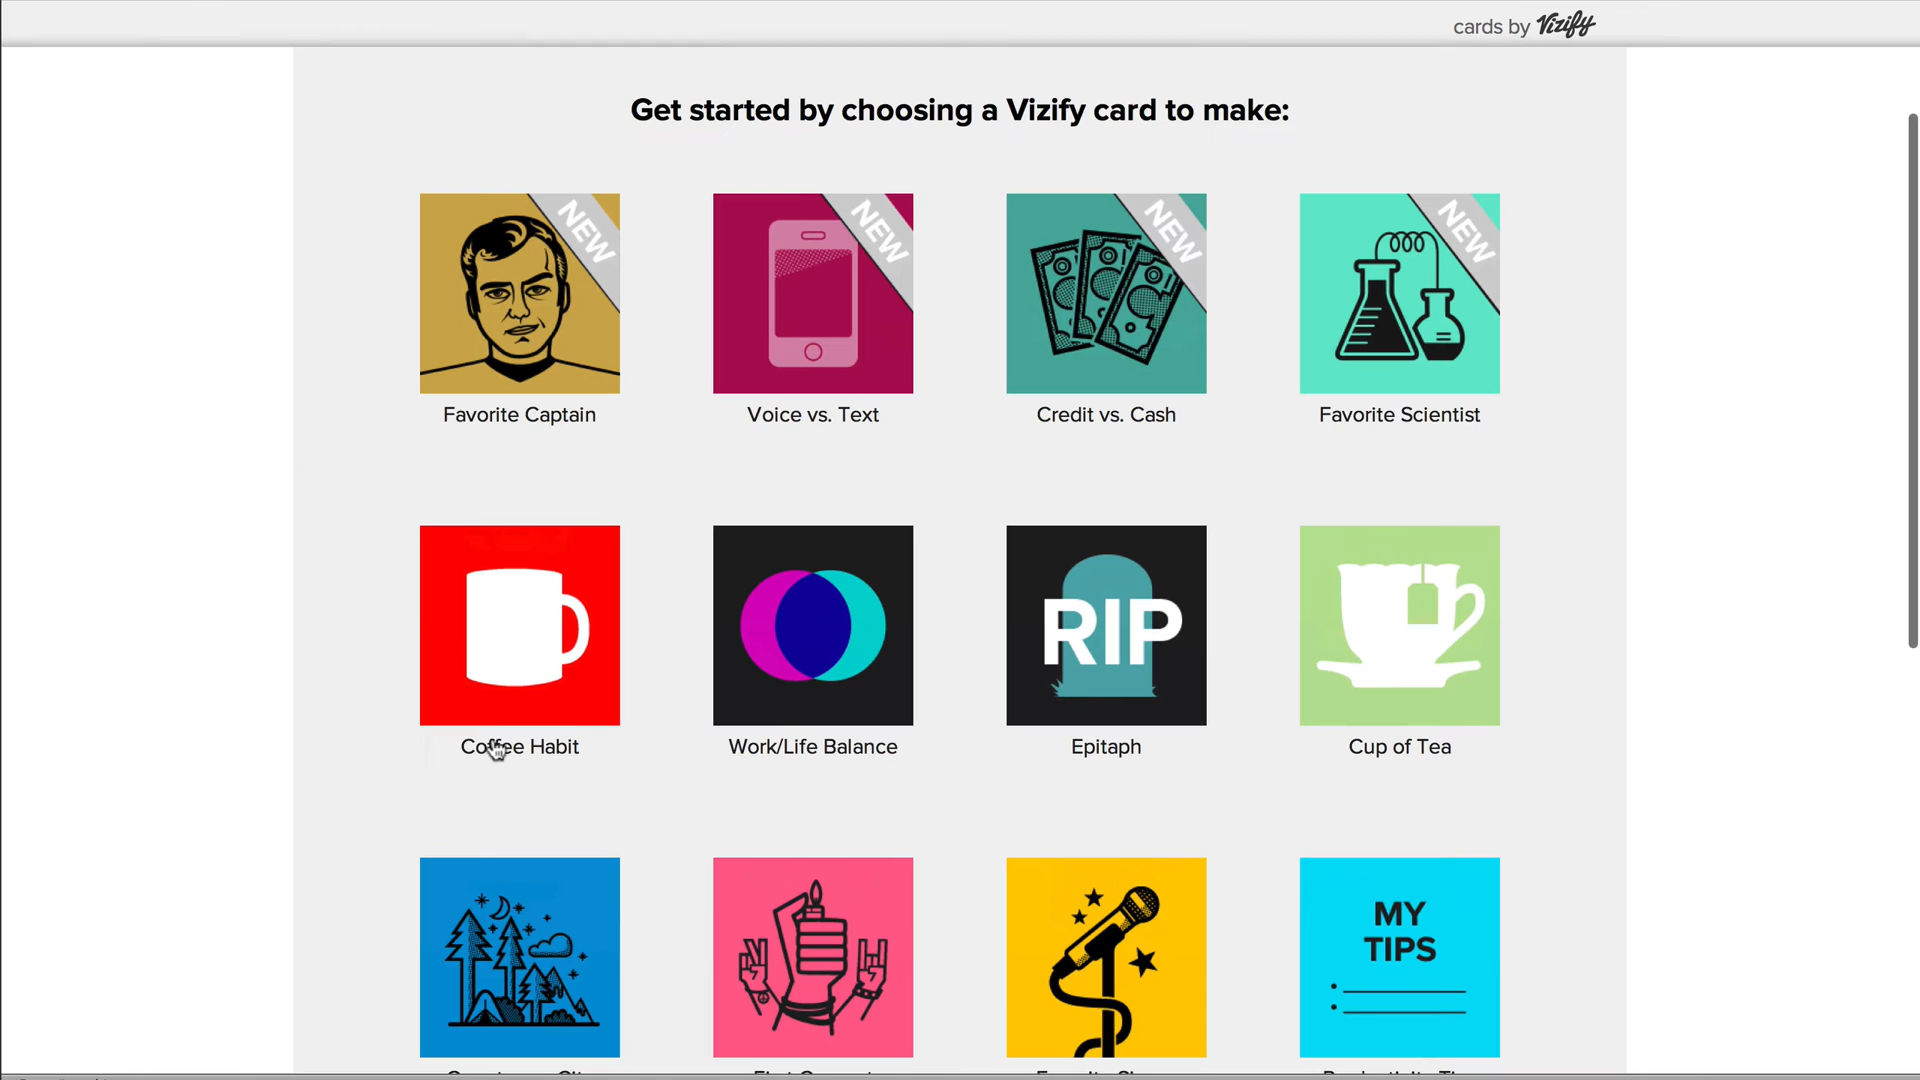 cards by Vizify
Get started by choosing a Vizify card to make:
NEW
NEW
NEW
NEW
Favorite Captain
Voice vs. Text
Credit vs. Cash
Favorite Scientist
RIP
Coffee Habit
Work/Life Balance
Epitaph
Cup of Tea
MY
TIPS